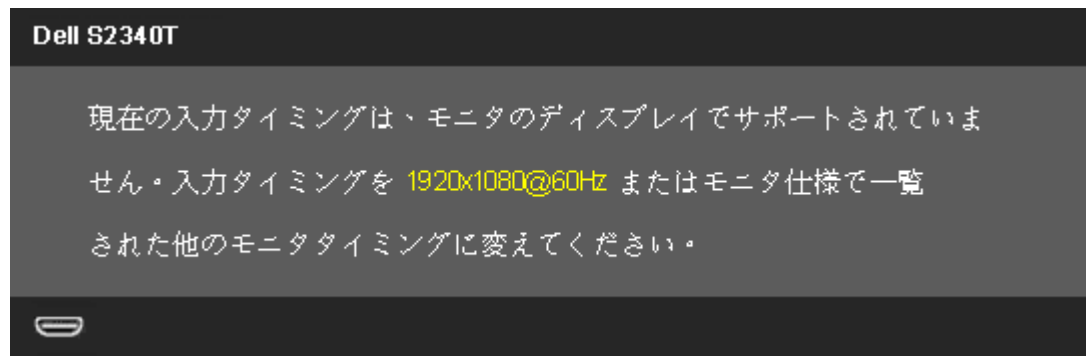 Dell S2340T
現在の入力タイミングは、モニタのディスプレイでサポートされていま
せん。入力タイミングを 1920x1080@60Hz またはモニタ仕様で一覧
された他のモニタタイミングに変えてください。